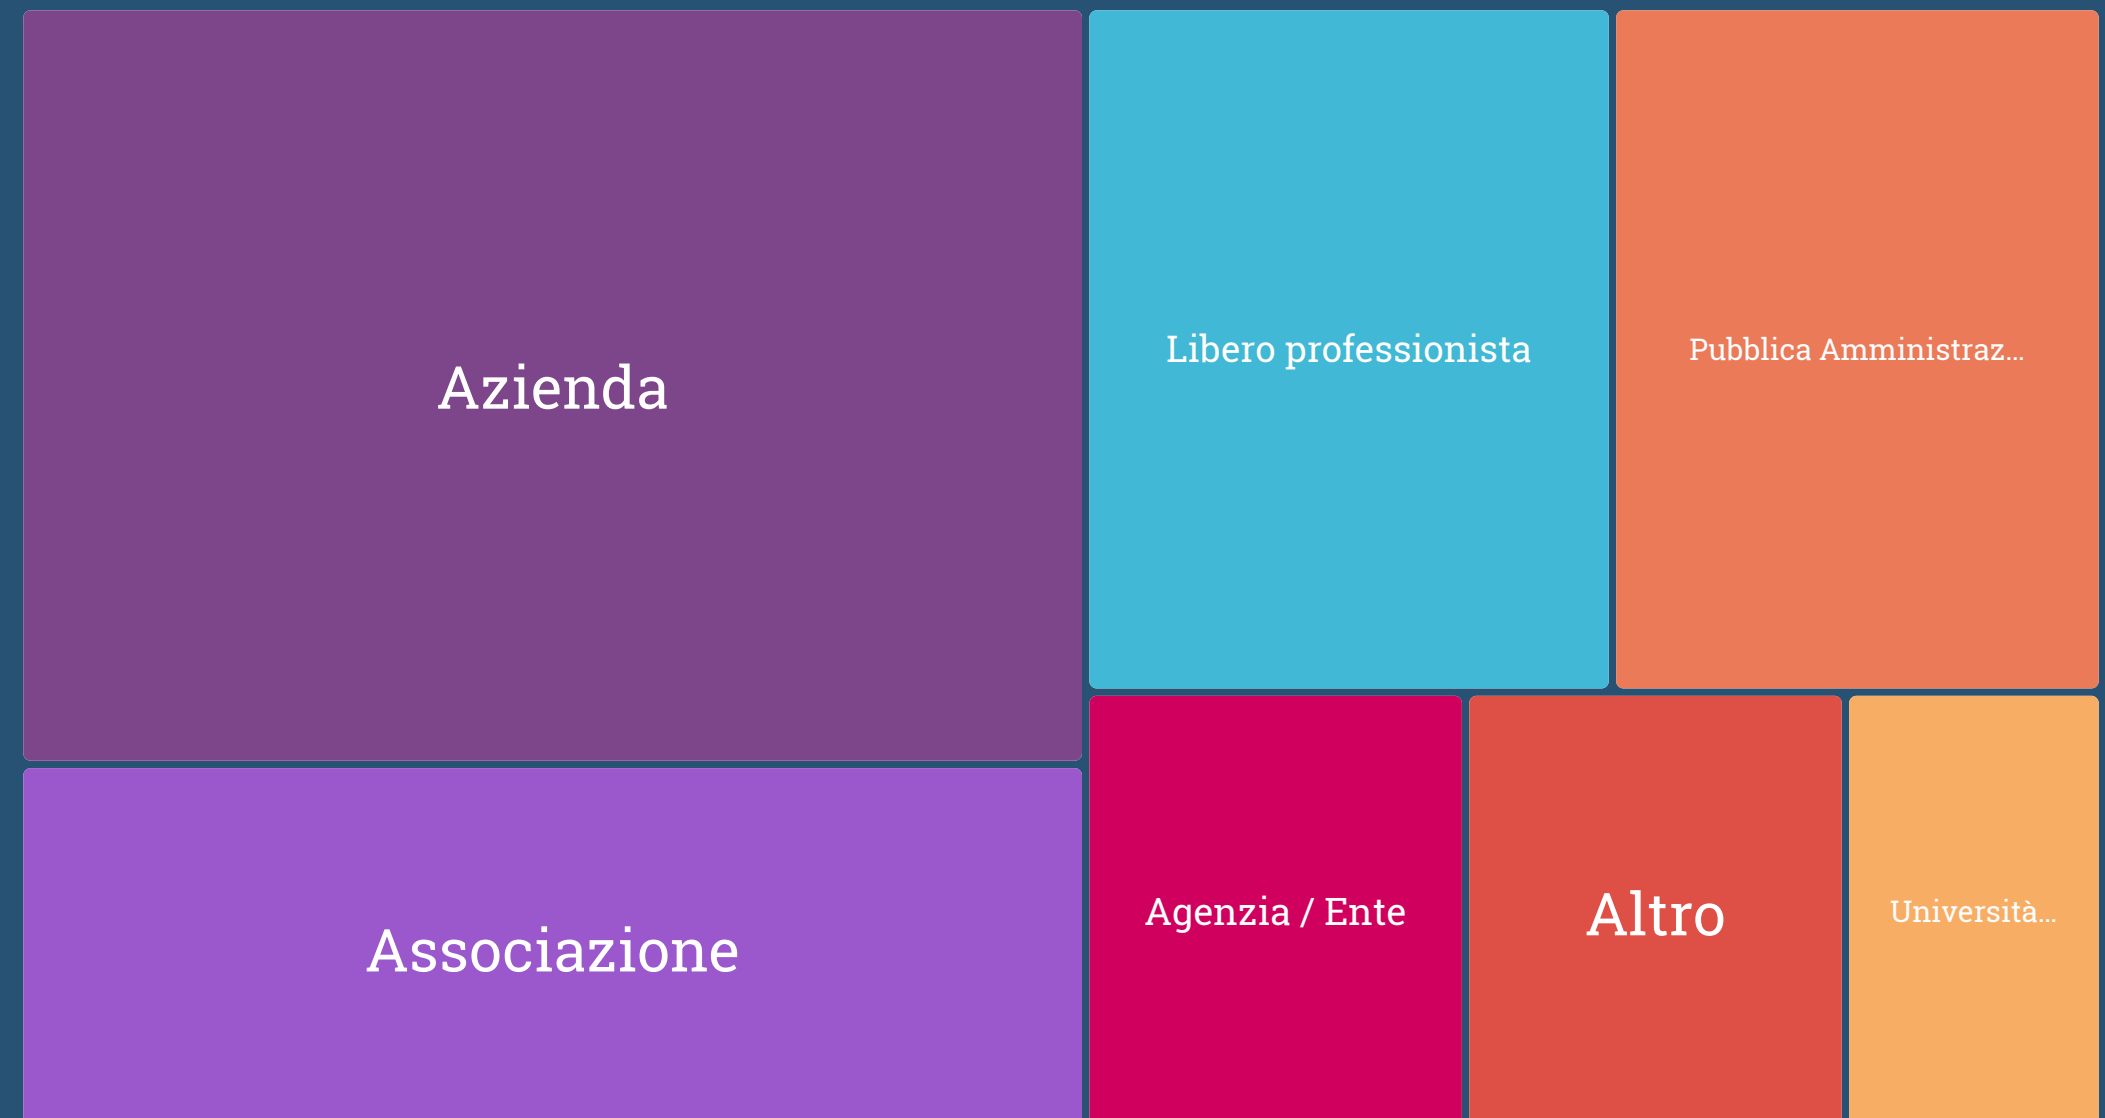 Azienda
Libero professionista
Pubblica Amministraz...
Associazione
Agenzia / Ente
Altro
Università...